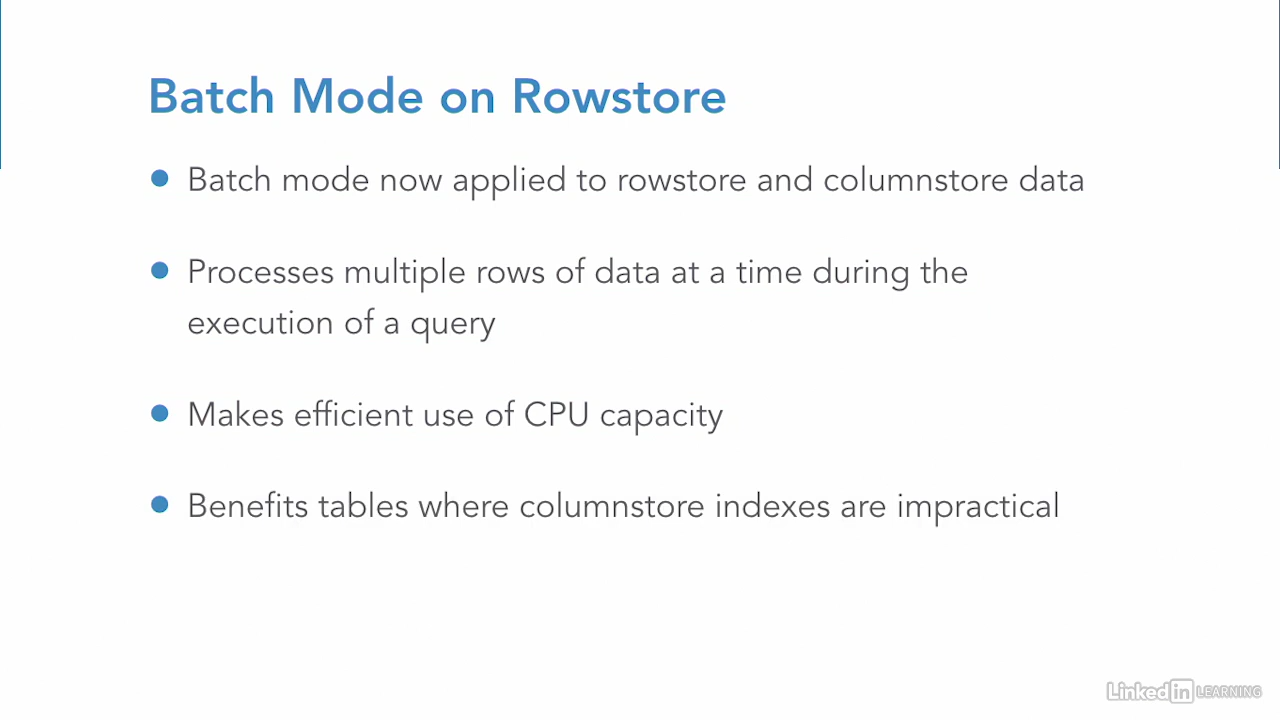 Batch Mode on Rowstore
Batch mode now applied to rowstore and columnstore data
Processes multiple rows of data at a time during the
execution of a query
Makes efficient use of CPU capacity
Benefits tables where columnstore indexes are impractical
Linked in LEARNING